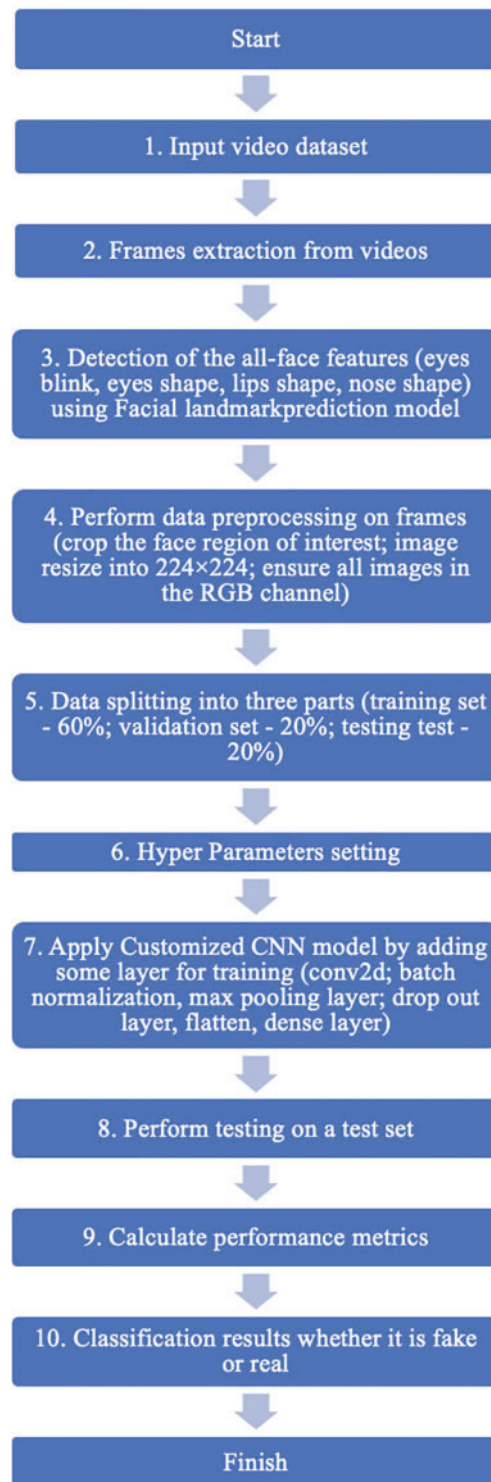 Start
1. Input video dataset
2. Frames extraction from videos
3. Detection of the all-face features (eyes
blink, eyes shape, lips shape, nose shape)
using Facial landmarkprediction model
4. Perform data preprocessing on frames
(crop the face region of interest; image
resize into 224×224; ensure all images in
the RGB channel)
5. Data splitting into three parts (training set
- 60%; validation set - 20%; testing test -
20%)
6. Hyper Parameters setting
7. Apply Customized CNN model by adding
some layer for training (conv2d; batch
normalization, max pooling layer; drop out
layer, flatten, dense layer)
8. Perform testing on a test set
9. Calculate performance metrics
10. Classification results whether it is fake
or real
Finish